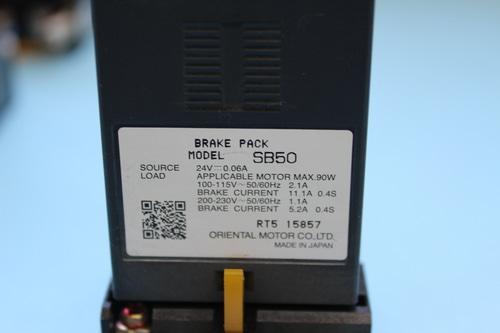 BRAKE PACK
MODEL SB50
SOURCE 24V⎓0.06A
LOAD APPLICABLE MOTOR MAX.90W
100-115V~50/60Hz 2.1A
BRAKE CURRENT 11.1A 0.4S
200-230V~50/60Hz 1.1A
BRAKE CURRENT 5.2A 0.4S
RT5 15857
ORIENTAL MOTOR CO.,LTD.
MADE IN JAPAN